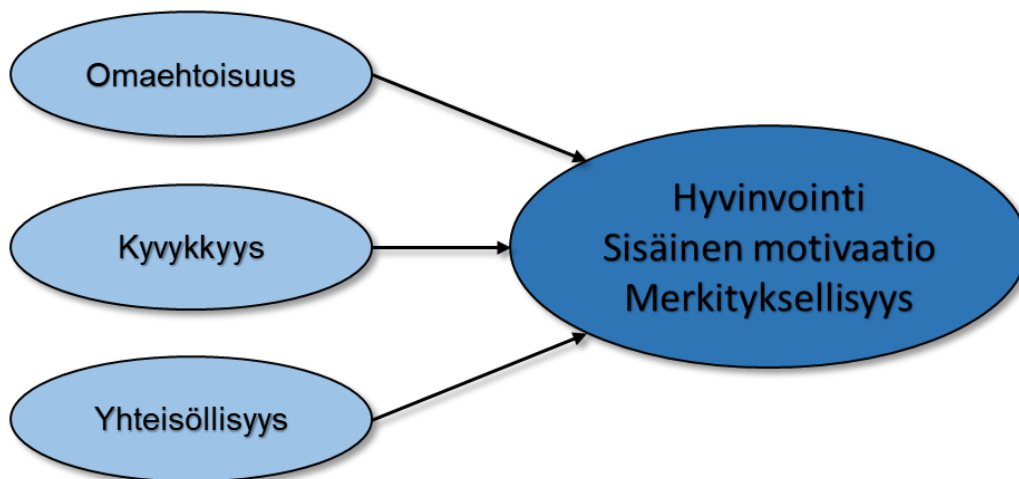 Omaehtoisuus
Kyvykkyys
Yhteisöllisyys
Hyvinvointi
Sisäinen motivaatio
Merkityksellisyys